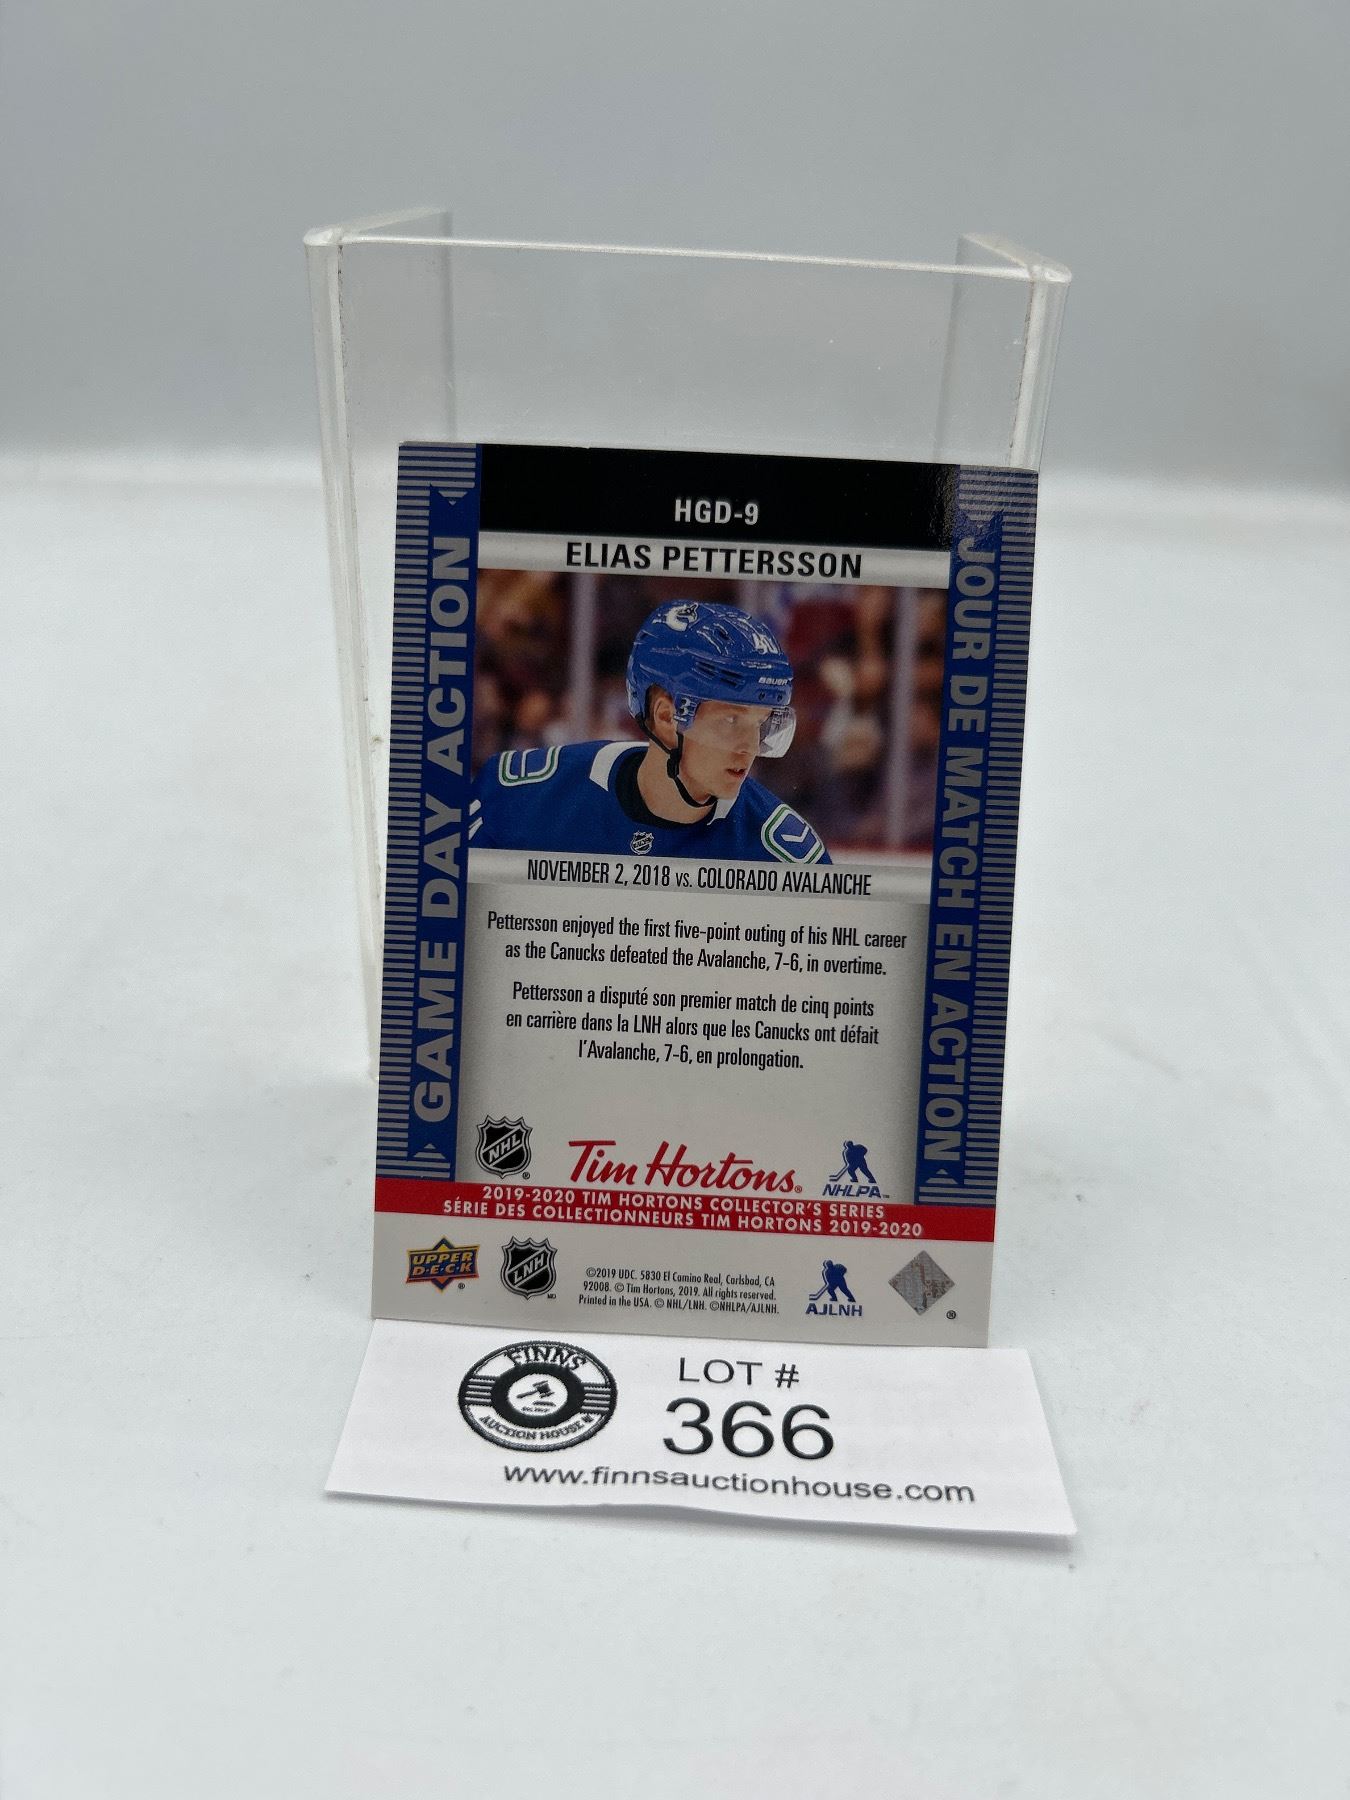 HGD-9
ELIAS PETTERSSON
GAME DAY ACTION
JOUR DE MATCH EN ACTION
40
BAUER
NOVEMBER 2, 2018 vs. COLORADO AVALANCHE
Pettersson enjoyed the first five-point outing of his NHL career
as the Canucks defeated the Avalanche, 7-6, in overtime.
Pettersson a disputé son premier match de cinq points
en carrière dans la LNH alors que les Canucks ont défait
l'Avalanche, 7-6, en prolongation.
NHL ®
Tim Hortons®
NHLPA™
2019-2020 TIM HORTONS COLLECTOR'S SERIES
SÉRIE DES COLLECTIONNEURS TIM HORTONS 2019-2020
UPPER
D·E·C·K ®
LNH MD
©2019 UDC. 5830 El Camino Real, Carlsbad, CA
92008. © Tim Hortons, 2019. All rights reserved.
Printed in the USA. © NHL/LNH. ©NHLPA/AJLNH.
AJLNH
®
FINNS
AUCTION HOUSE
LOT #
366
www.finnsauctionhouse.com